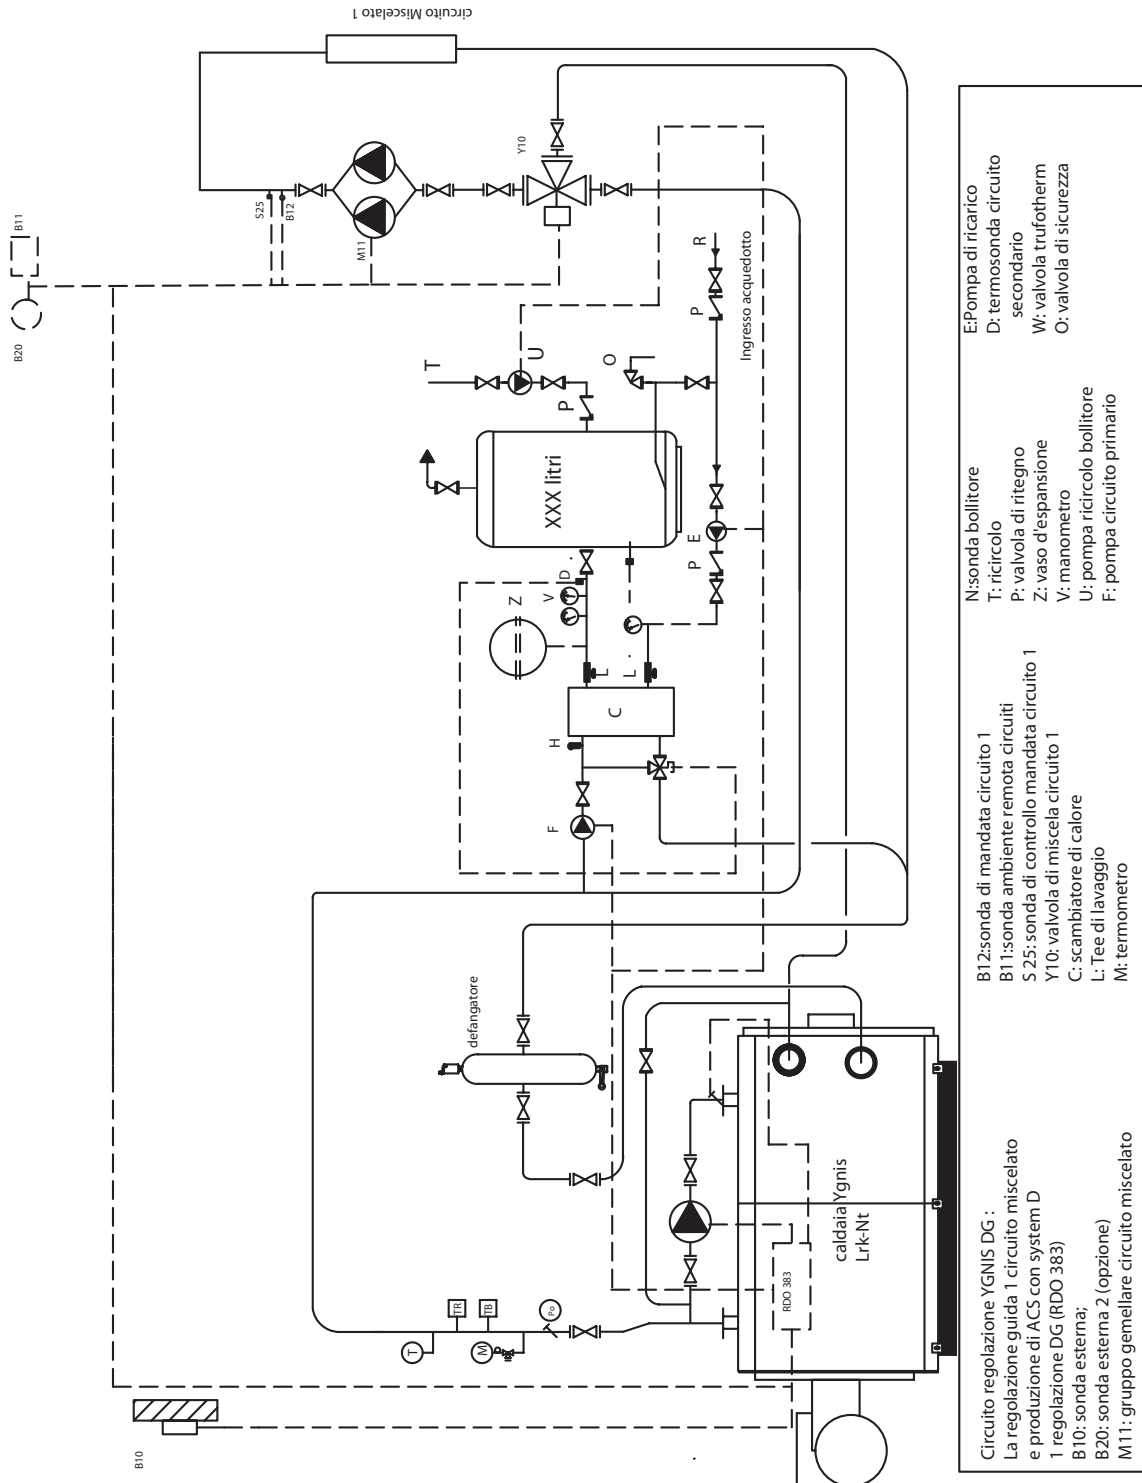 circuito Miscelato 1
B11
B20
S25
B12
M11
Y10
T
U
P
O
P
R
Ingresso acquedotto
XXX litri
D
V
Z
E
P
L
L
C
H
F
defangatore
TR
TB
T
M
Po
RDO 383
caldaia Ygnis
Lrk-Nt
B10
Circuito regolazione YGNIS DG :
La regolazione guida 1 circuito miscelato
e produzione di ACS con system D
1 regolazione DG (RDO 383)
B10: sonda esterna;
B20: sonda esterna 2 (opzione)
M11: gruppo gemellare circuito miscelato
B12:sonda di mandata circuito 1
B11:sonda ambiente remota circuiti
S 25: sonda di controllo mandata circuito 1
Y10: valvola di miscela circuito 1
C: scambiatore di calore
L: Tee di lavaggio
M: termometro
N:sonda bollitore
T: ricircolo
P: valvola di ritegno
Z: vaso d'espansione
V: manometro
U: pompa ricircolo bollitore
F: pompa circuito primario
E:Pompa di ricarico
D: termosonda circuito
secondario
W: valvola trufotherm
O: valvola di sicurezza